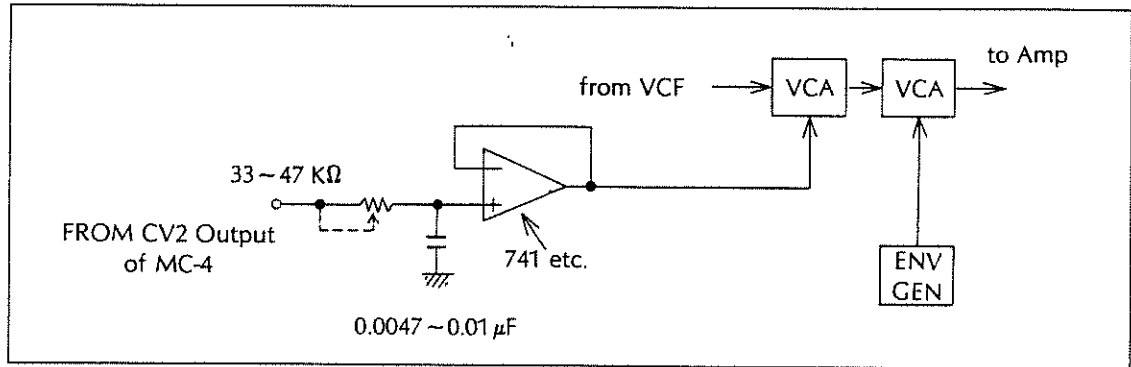 to Amp
from VCF
VCA
VCA
33~47 KΩ
FROM CV2 Output
of MC-4
741 etc.
ENV
GEN
0.0047~0.01 μF